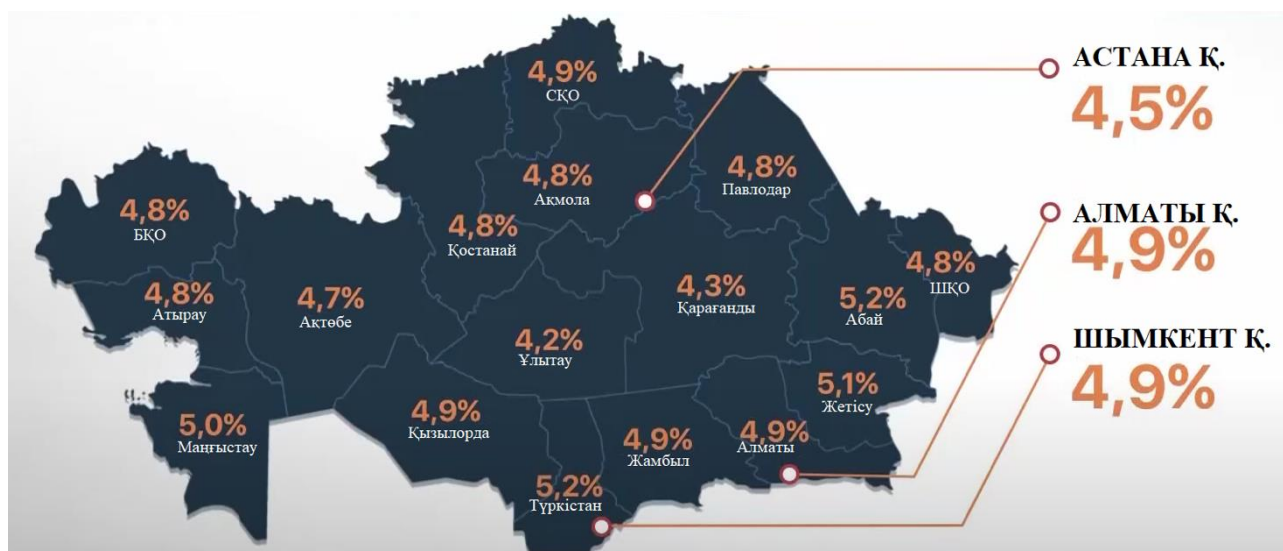 4,9%
СҚО
АСТАНА Қ.
4,5%
4,8%
Ақмола
4,8%
Павлодар
4,8%
БҚО
4,8%
Қостанай
АЛМАТЫ Қ.
4,9%
4,8%
ШҚО
4,8%
Атырау
4,7%
Ақтөбе
4,3%
Қарағанды
5,2%
Абай
4,2%
Ұлытау
ШЫМКЕНТ Қ.
4,9%
5,1%
Жетісу
5,0%
Маңғыстау
4,9%
Қызылорда
4,9%
Жамбыл
4,9%
Алматы
5,2%
Түркістан